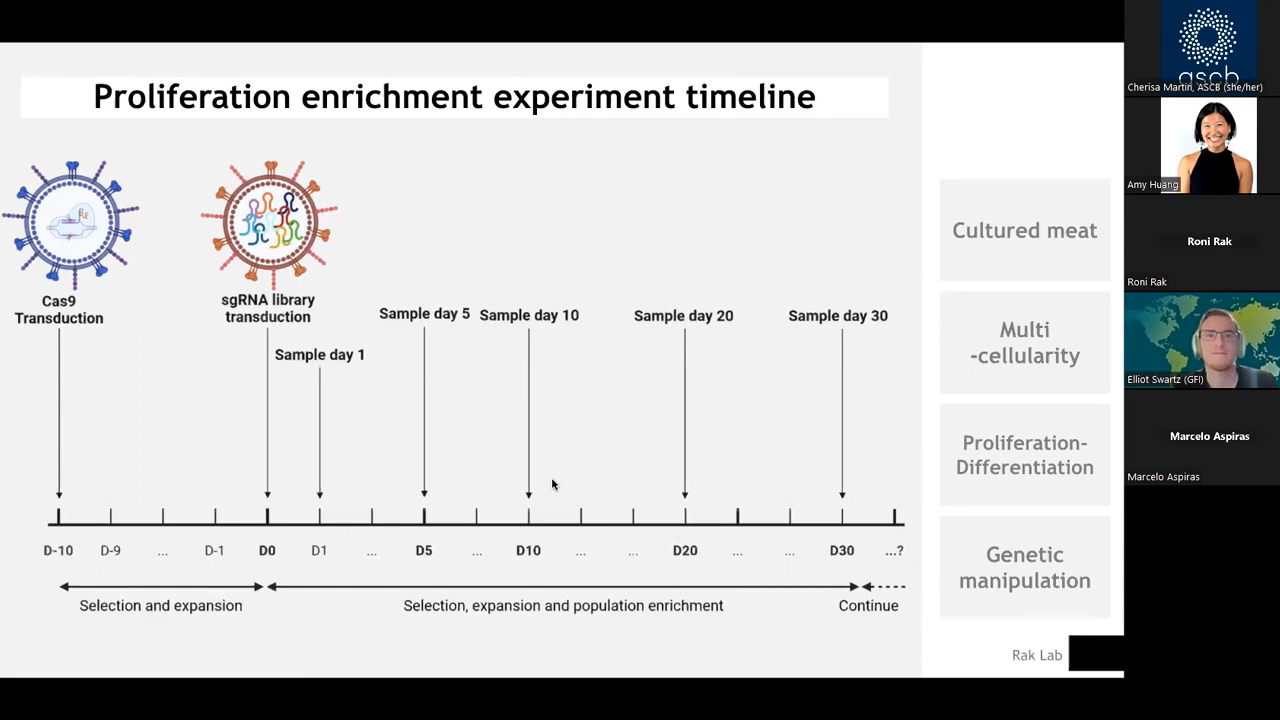 Proliferation enrichment experiment timeline
Cas9
Transduction
sgRNA library
transduction
Sample day 1
Sample day 5
Sample day 10
Sample day 20
Sample day 30
D-10
D-9
...
D-1
D0
D1
...
D5
...
D10
...
...
D20
...
...
D30
...?
Selection and expansion
Selection, expansion and population enrichment
Continue
Cultured meat
Multi
-cellularity
Proliferation-
Differentiation
Genetic
manipulation
Rak Lab
ascb
Cherisa Martin, ASCB (she/her)
Amy Huang
Roni Rak
Roni Rak
Elliot Swartz (GFI)
Marcelo Aspiras
Marcelo Aspiras